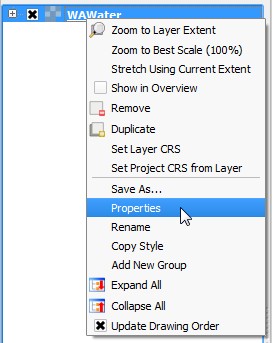 WAWater
Zoom to Layer Extent
Zoom to Best Scale (100%)
Stretch Using Current Extent
Show in Overview
Remove
Duplicate
Set Layer CRS
Set Project CRS from Layer
Save As...
Properties
Rename
Copy Style
Add New Group
Expand All
Collapse All
Update Drawing Order